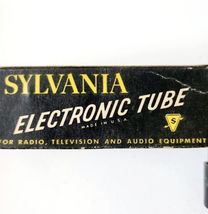 SYLVANIA
ELECTRONIC TUBE
MADE IN U.S.A.
S
FOR RADIO, TELEVISION AND AUDIO EQUIPMENT